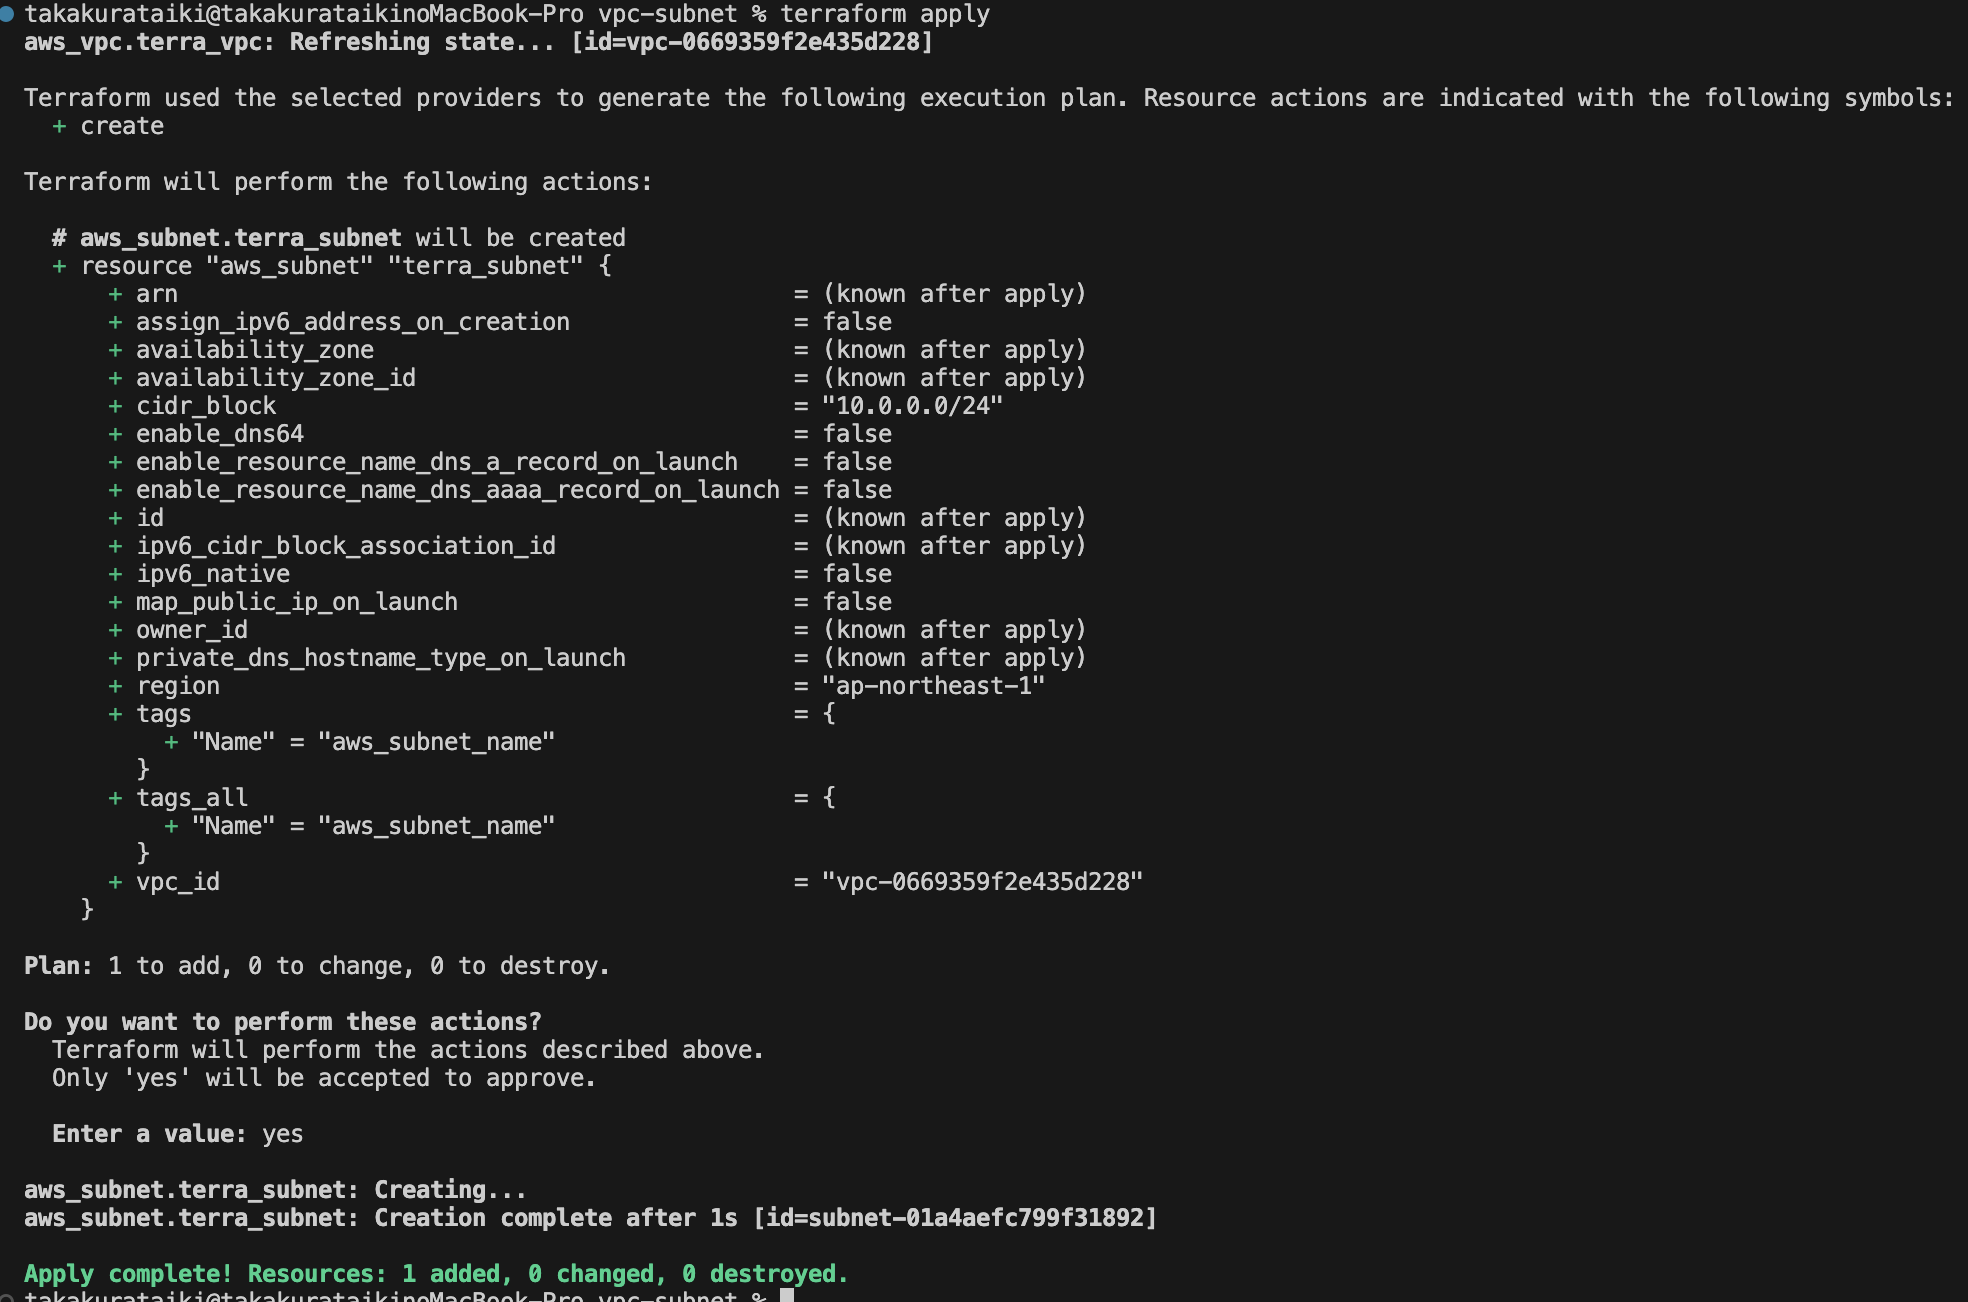 takakurataiki@takakurataikinoMacBook-Pro vpc-subnet % terraform apply
aws_vpc.terra_vpc: Refreshing state... [id=vpc-0669359f2e435d228]
Terraform used the selected providers to generate the following execution plan. Resource actions are indicated with the following symbols:
+ create
Terraform will perform the following actions:
# aws_subnet.terra_subnet will be created
+ resource "aws_subnet" "terra_subnet" {
+ arn = (known after apply)
+ assign_ipv6_address_on_creation = false
+ availability_zone = (known after apply)
+ availability_zone_id = (known after apply)
+ cidr_block = "10.0.0.0/24"
+ enable_dns64 = false
+ enable_resource_name_dns_a_record_on_launch = false
+ enable_resource_name_dns_aaaa_record_on_launch = false
+ id = (known after apply)
+ ipv6_cidr_block_association_id = (known after apply)
+ ipv6_native = false
+ map_public_ip_on_launch = false
+ owner_id = (known after apply)
+ private_dns_hostname_type_on_launch = (known after apply)
+ region = "ap-northeast-1"
+ tags = {
+ "Name" = "aws_subnet_name"
}
+ tags_all = {
+ "Name" = "aws_subnet_name"
}
+ vpc_id = "vpc-0669359f2e435d228"
}
Plan: 1 to add, 0 to change, 0 to destroy.
Do you want to perform these actions?
Terraform will perform the actions described above.
Only 'yes' will be accepted to approve.
Enter a value: yes
aws_subnet.terra_subnet: Creating...
aws_subnet.terra_subnet: Creation complete after 1s [id=subnet-01a4aefc799f31892]
Apply complete! Resources: 1 added, 0 changed, 0 destroyed.
takakurataiki@takakurataikinoMacBook-Pro vpc-subnet %